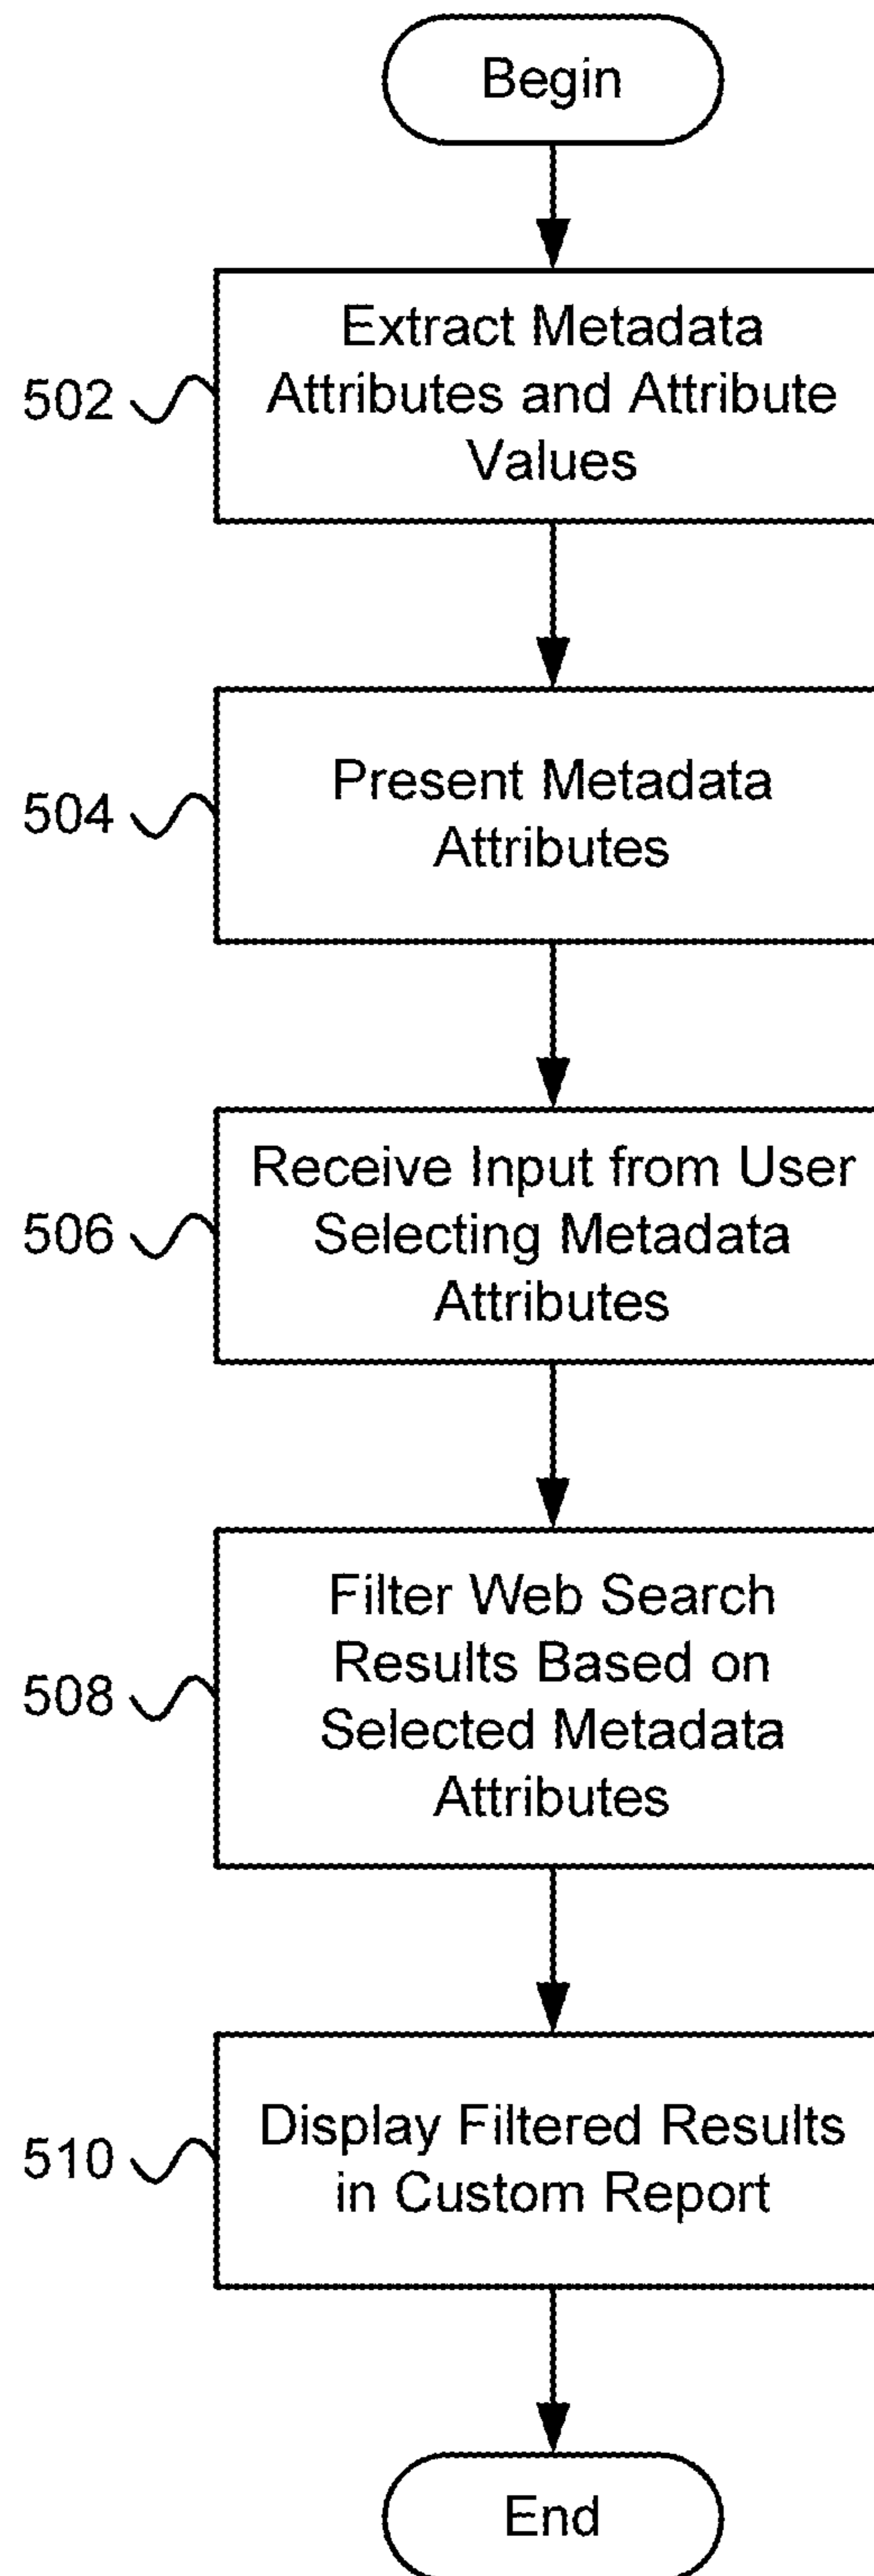 Begin
502
Extract Metadata
Attributes and Attribute
Values
504
Present Metadata
Attributes
506
Receive Input from User
Selecting Metadata
Attributes
508
Filter Web Search
Results Based on
Selected Metadata
Attributes
510
Display Filtered Results
in Custom Report
End